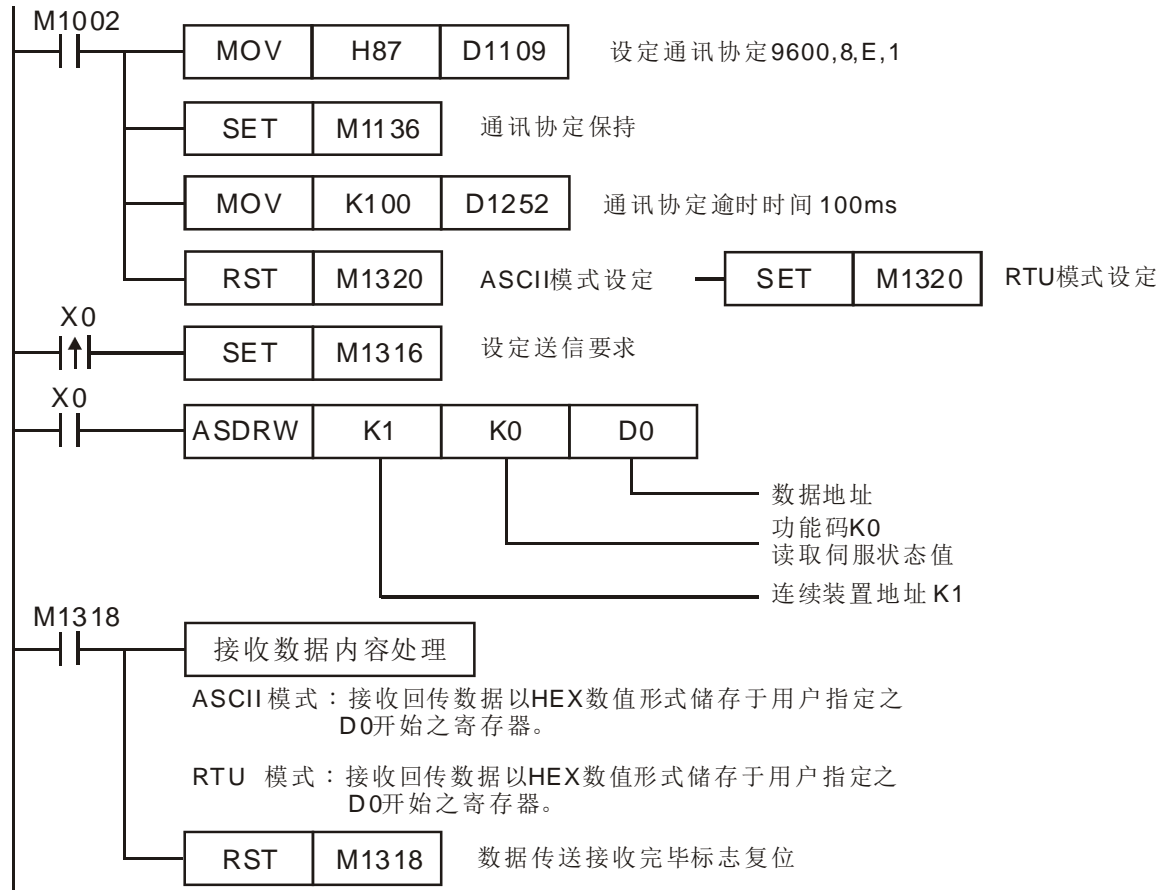 M1002
MOV H87 D1109 设定通讯协定9600,8,E,1
SET M1136 通讯协定保持
MOV K100 D1252 通讯协定逾时时间100ms
RST M1320 ASCII模式设定 SET M1320 RTU模式设定
X0
SET M1316 设定送信要求
X0
ASDRW K1 K0 D0
数据地址
功能码K0
读取伺服状态值
连续装置地址K1
M1318
接收数据内容处理
ASCII模式：接收回传数据以HEX数值形式储存于用户指定之
D0开始之寄存器。
RTU 模式：接收回传数据以HEX数值形式储存于用户指定之
D0开始之寄存器。
RST M1318 数据传送接收完毕标志复位